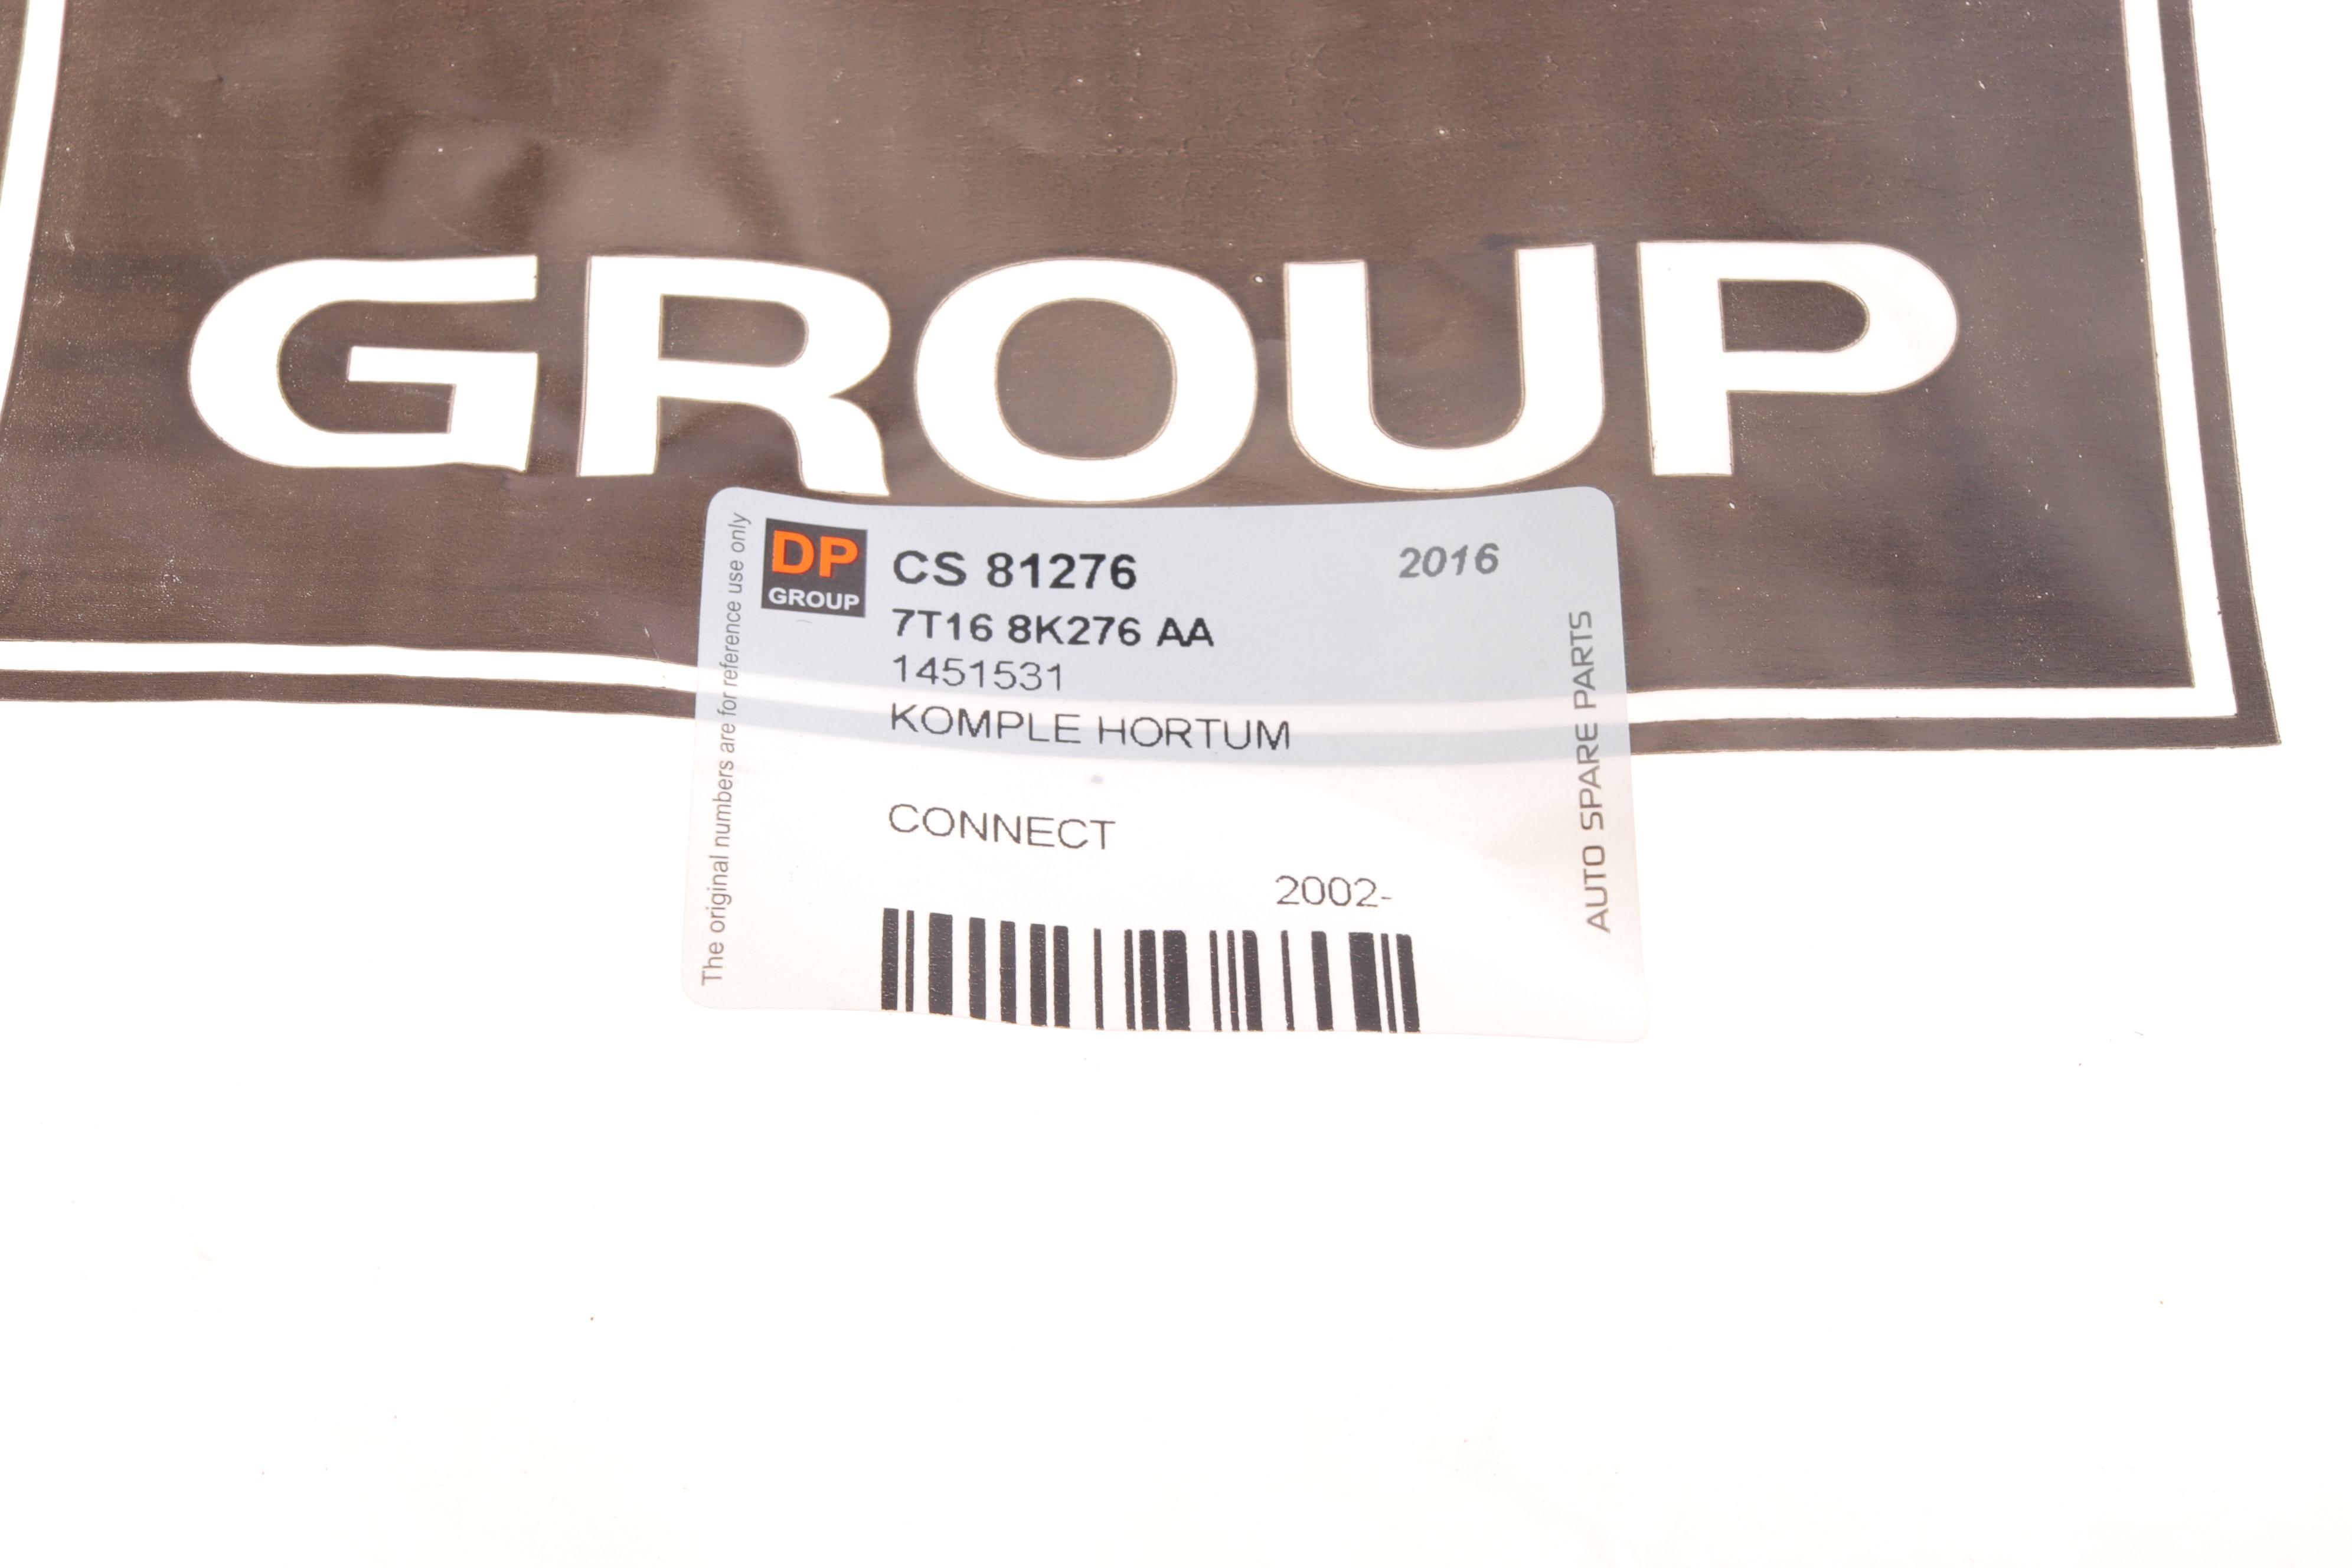 GROUP
DP
GROUP
CS 81276
2016
7T16 8K276 AA
1451531
KOMPLE HORTUM
CONNECT
2002-
The original numbers are for reference use only
AUTO SPARE PARTS